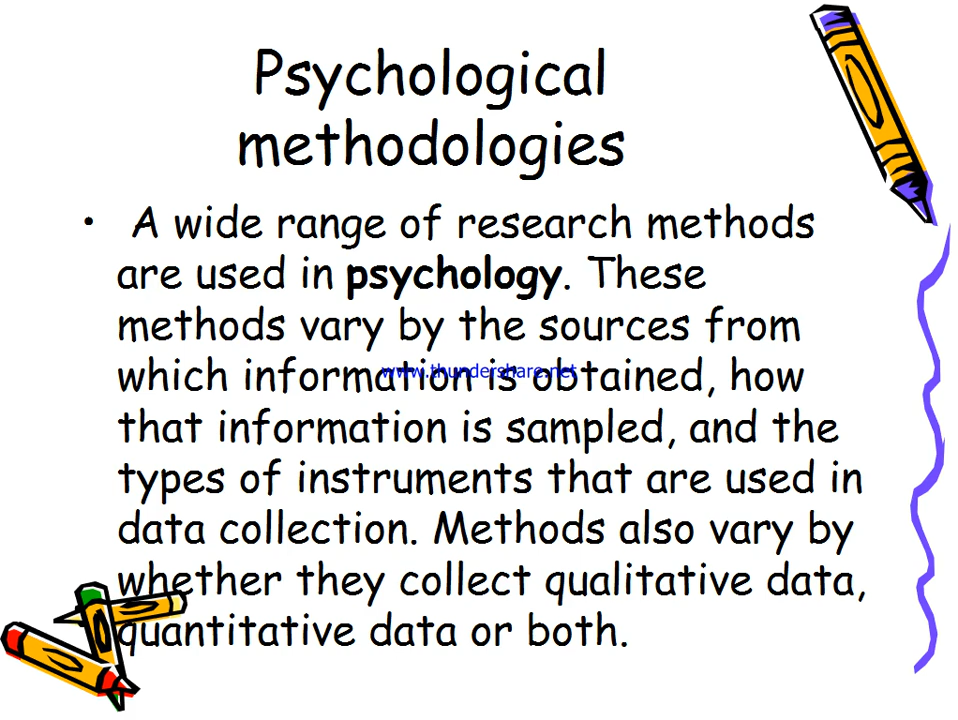 Psychological
methodologies
• A wide range of research methods
are used in psychology. These
methods vary by the sources from
which information is obtained, how
www.thundershare.net
that information is sampled, and the
types of instruments that are used in
data collection. Methods also vary by
whether they collect qualitative data,
quantitative data or both.